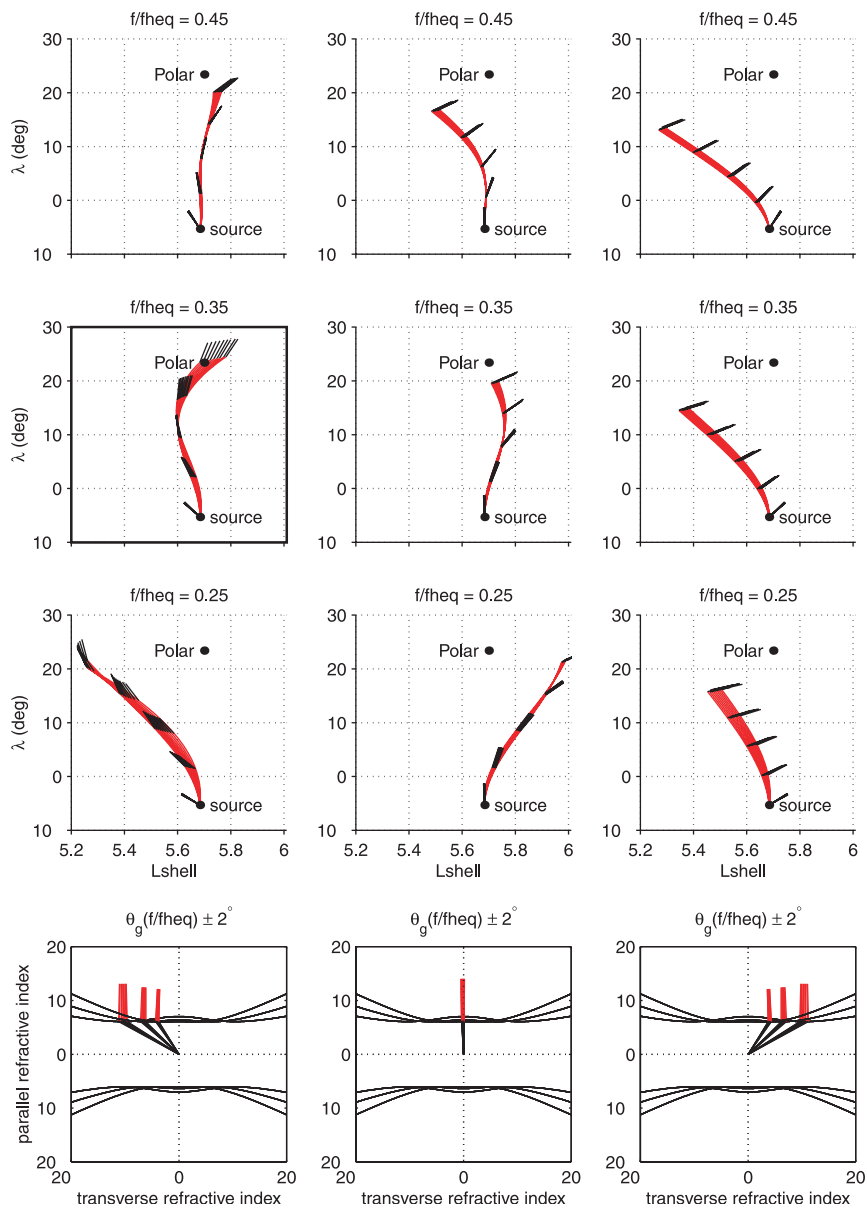 f/fheq = 0.45 f/fheq = 0.45 f/fheq = 0.45
30 30 30
Polar Polar Polar
20 20 20
λ (deg)
10 10 10
0 0 0
source source source
10 10 10
f/fheq = 0.35 f/fheq = 0.35 f/fheq = 0.35
30 30 30
Polar Polar Polar
20 20 20
λ (deg)
10 10 10
0 0 0
source source source
10 10 10
f/fheq = 0.25 f/fheq = 0.25 f/fheq = 0.25
30 30 30
Polar Polar Polar
20 20 20
λ (deg)
10 10 10
0 0 0
source source source
10 10 10
5.2 5.4 5.6 5.8 6 5.2 5.4 5.6 5.8 6 5.2 5.4 5.6 5.8 6
Lshell Lshell Lshell
θg(f/fheq) ± 2° θg(f/fheq) ± 2° θg(f/fheq) ± 2°
20 20 20
10 10 10
parallel refractive index
0 0 0
10 10 10
20 20 20
20 0 20 20 0 20 20 0 20
transverse refractive index transverse refractive index transverse refractive index